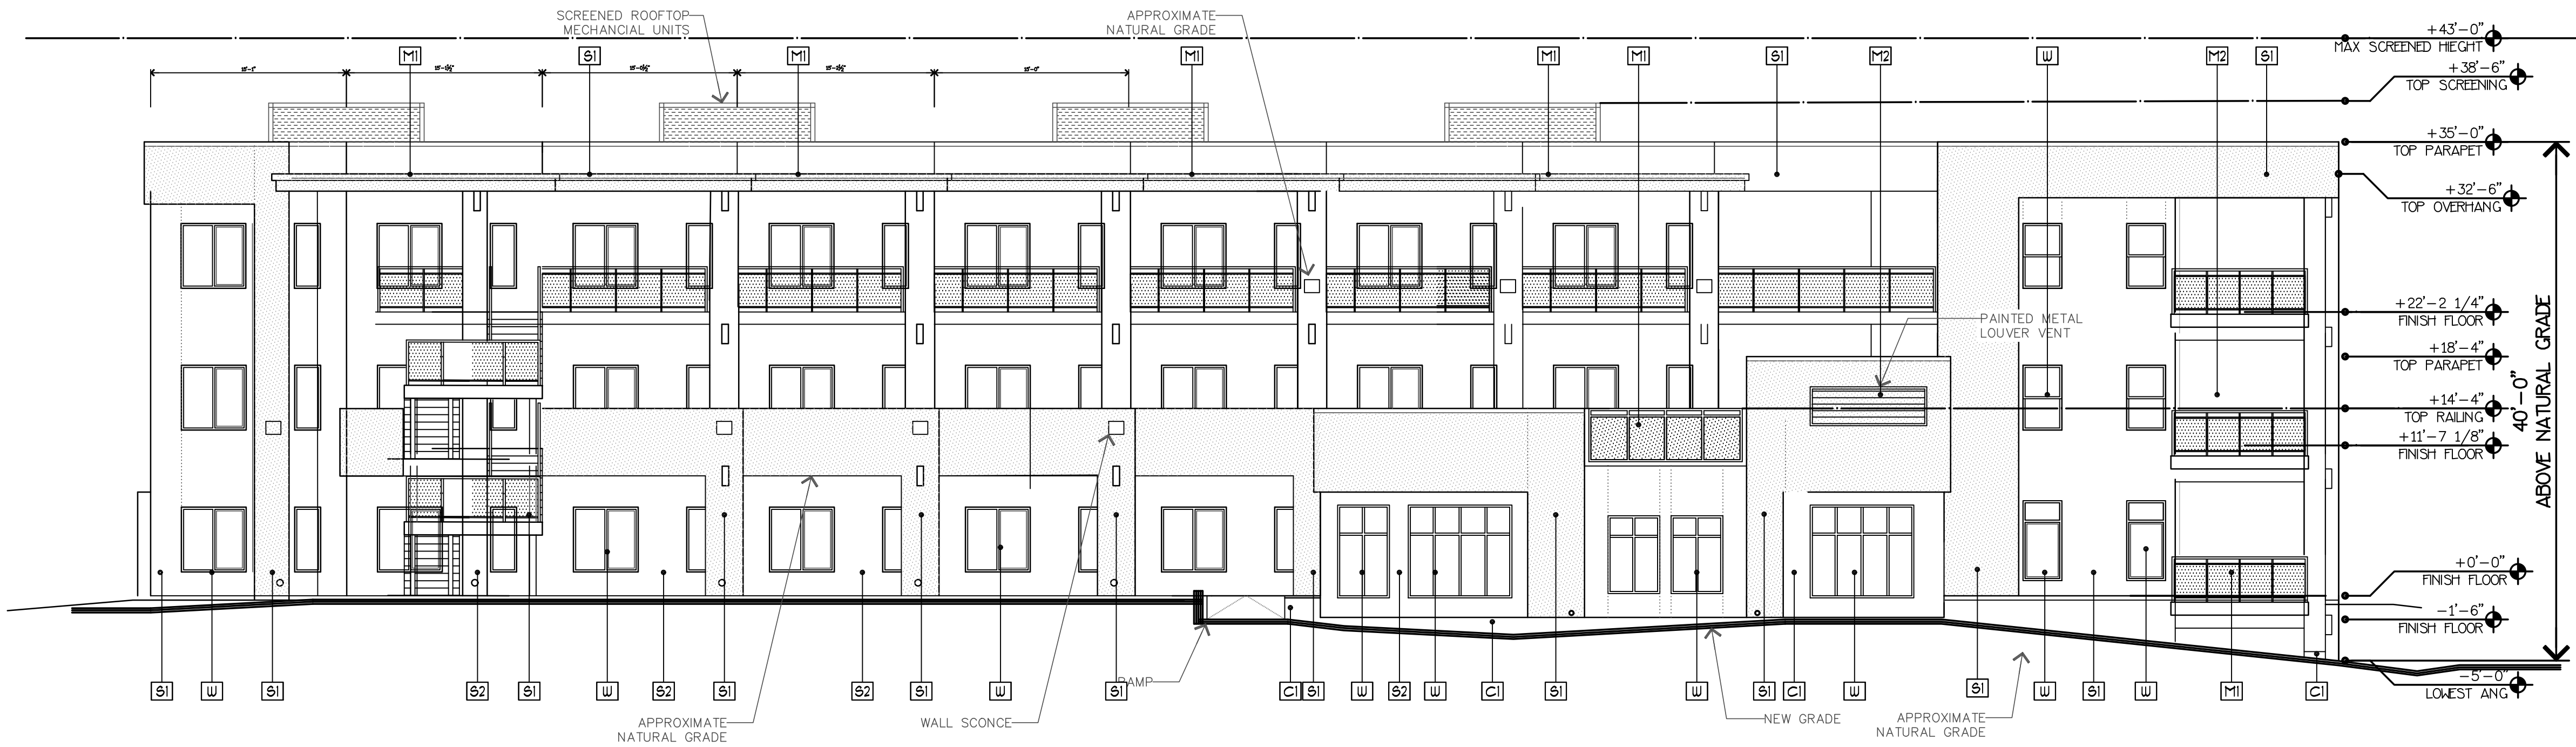 SCREENED ROOFTOP
MECHANCIAL UNITS
APPROXIMATE
NATURAL GRADE
M1
S1
M1
M1
M1
M1
S1
M2
W
M2
S1
+43'-0"
MAX SCREENED HIEGHT
+38'-6"
TOP SCREENING
+35'-0"
TOP PARAPET
+32'-6"
TOP OVERHANG
+22'-2 1/4"
FINISH FLOOR
+18'-4"
TOP PARAPET
+14'-4"
TOP RAILING
+11'-7 1/8"
FINISH FLOOR
+0'-0"
FINISH FLOOR
-1'-6"
FINISH FLOOR
-5'-0"
LOWEST ANG
40'-0"
ABOVE NATURAL GRADE
PAINTED METAL
LOUVER VENT
S1
W
S1
S2
S1
W
S2
S1
S2
S1
W
S1
RAMP
C1
S1
W
S2
W
C1
S1
W
S1
C1
W
S1
W
S1
W
M1
C1
APPROXIMATE
NATURAL GRADE
WALL SCONCE
NEW GRADE
APPROXIMATE
NATURAL GRADE